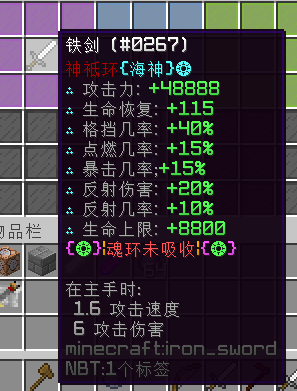 铁剑 (#0267)
神祇环{海神}❂
∴ 攻击力: +48888
∴ 生命恢复: +115
∴ 格挡几率: +40%
∴ 点燃几率: +15%
∴ 暴击几率:+15%
∴ 反射伤害: +20%
∴ 反射几率: +10%
∴ 生命上限: +8800
{❂}¦魂环未吸收¦{❂}
物品栏
在主手时:
1.6 攻击速度
6 攻击伤害
minecraft:iron_sword
NBT:1个标签